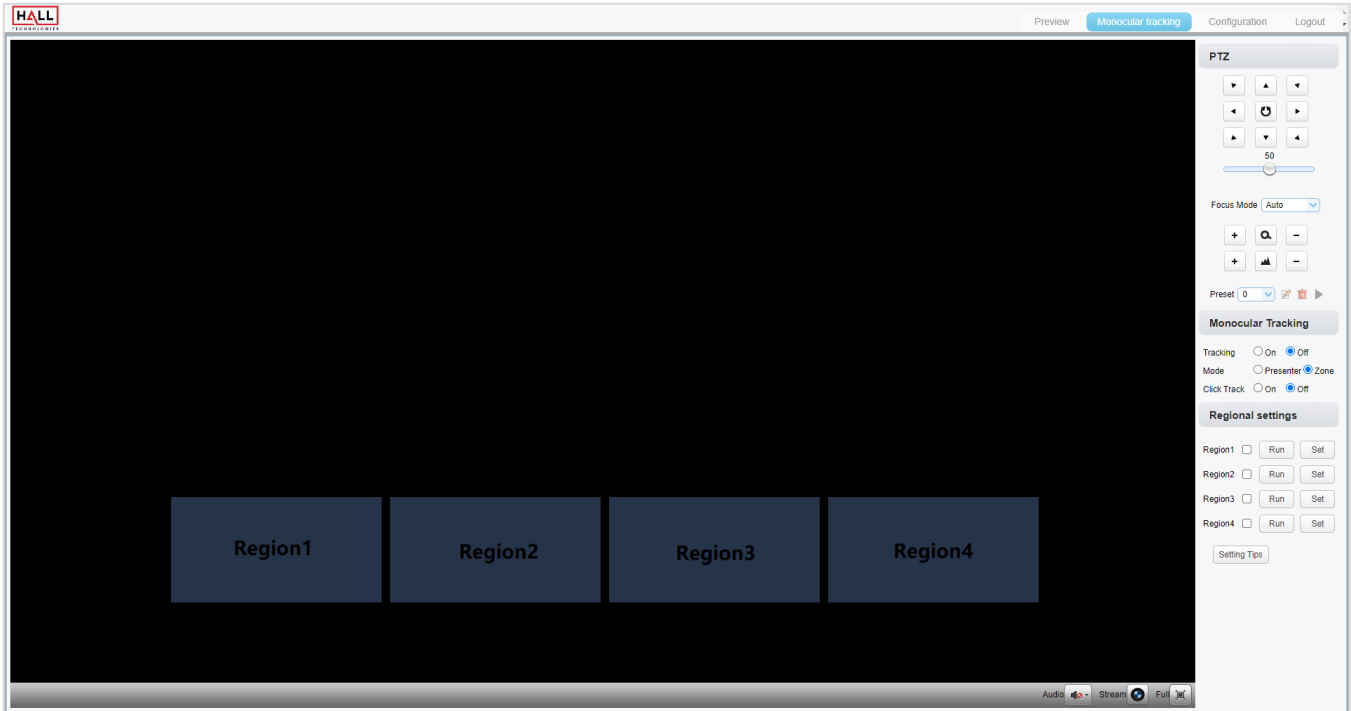 HALL
TECHNOLOGIES
Preview Monocular tracking Configuration Logout
PTZ
50
Focus Mode Auto
+ −
+ −
Preset 0
Monocular Tracking
Tracking On Off
Mode Presenter Zone
Click Track On Off
Regional settings
Region1 Run Set
Region2 Run Set
Region3 Run Set
Region4 Run Set
Setting Tips
Region1 Region2 Region3 Region4
Audio Stream Full